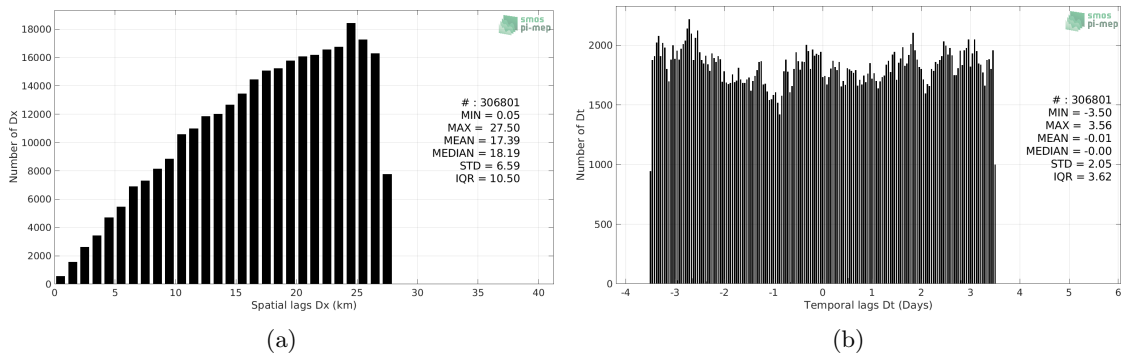 18000
16000
14000
12000
10000
8000
6000
4000
2000
0
Number of Dx
0 5 10 15 20 25 30 35 40
Spatial lags Dx (km)
smos
pi-mep
# : 306801
MIN = 0.05
MAX = 27.50
MEAN = 17.39
MEDIAN = 18.19
STD = 6.59
IQR = 10.50
(a)
2000
1500
1000
500
0
Number of Dt
-4 -3 -2 -1 0 1 2 3 4 5 6
Temporal lags Dt (Days)
smos
pi-mep
# : 306801
MIN = -3.50
MAX = 3.56
MEAN = -0.01
MEDIAN = -0.00
STD = 2.05
IQR = 3.62
(b)